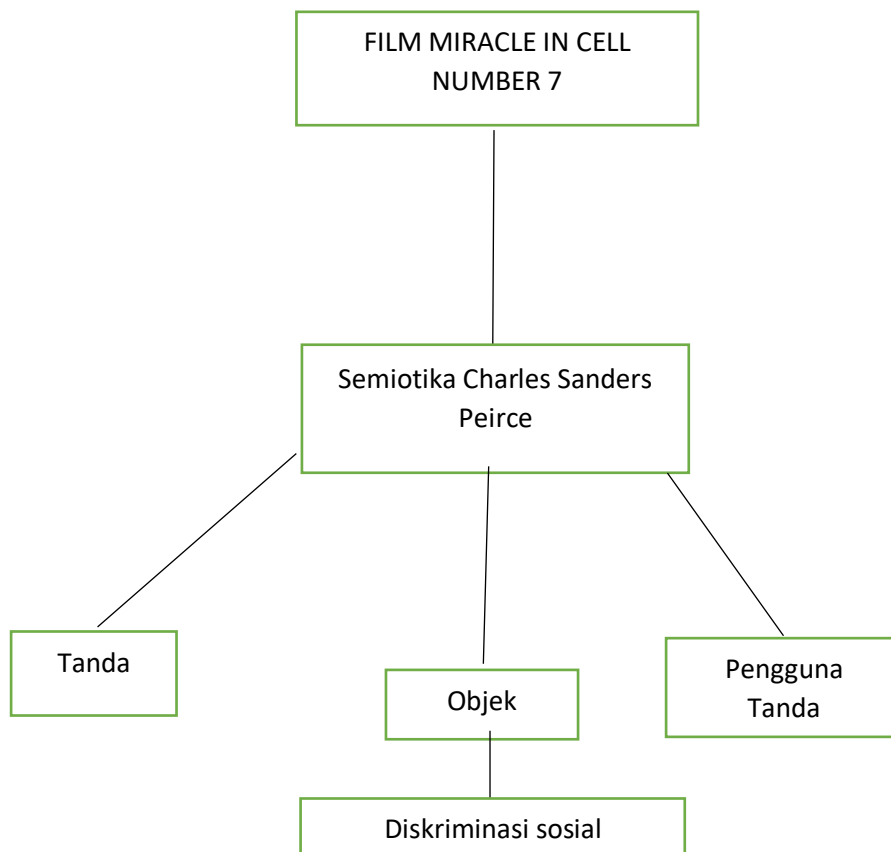 FILM MIRACLE IN CELL
NUMBER 7
Semiotika Charles Sanders
Peirce
Tanda
Objek
Pengguna
Tanda
Diskriminasi sosial